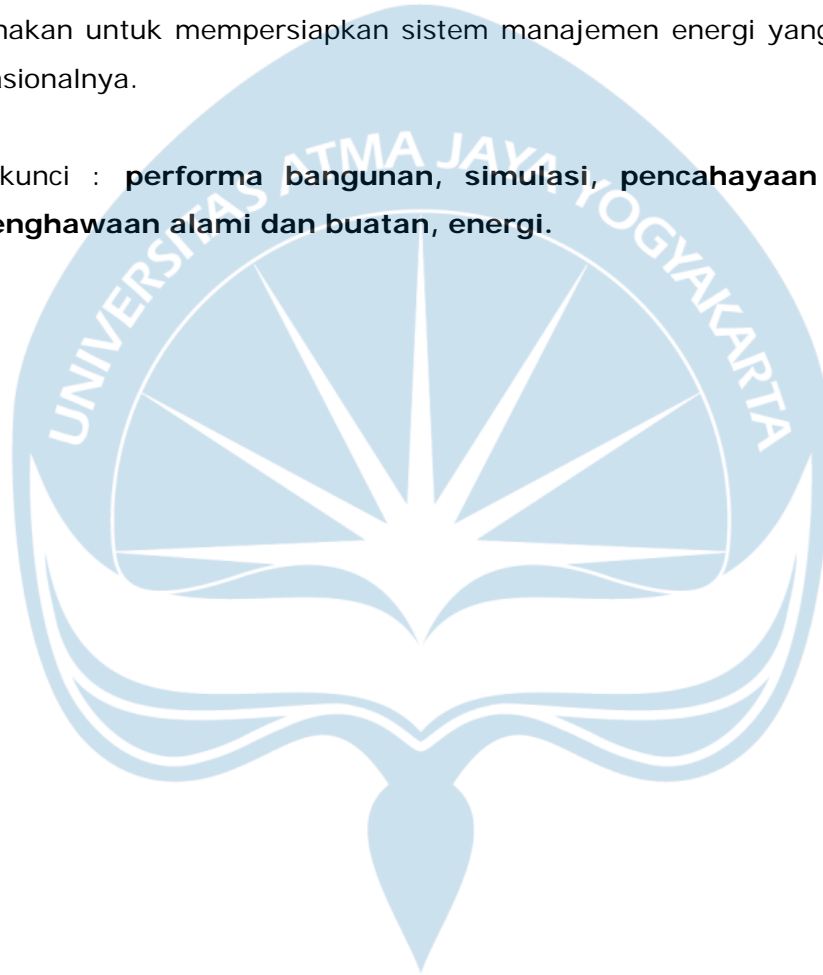 nakan untuk mempersiapkan sistem manajemen energi yang
asionalnya.
kunci : performa bangunan, simulasi, pencahayaan
enghawaan alami dan buatan, energi.
UNIVERSITAS ATMA JAYA YOGYAKARTA